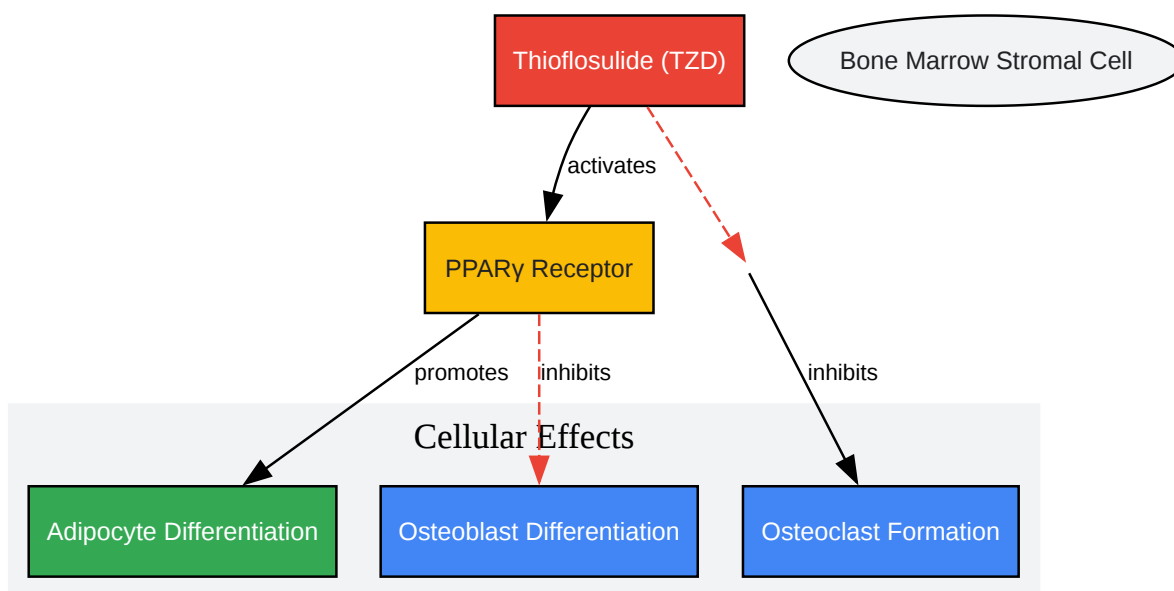 Thioflosulide (TZD)
Bone Marrow Stromal Cell
activates
PPARγ Receptor
promotes
inhibits
inhibits
Cellular Effects
Adipocyte Differentiation
Osteoblast Differentiation
Osteoclast Formation